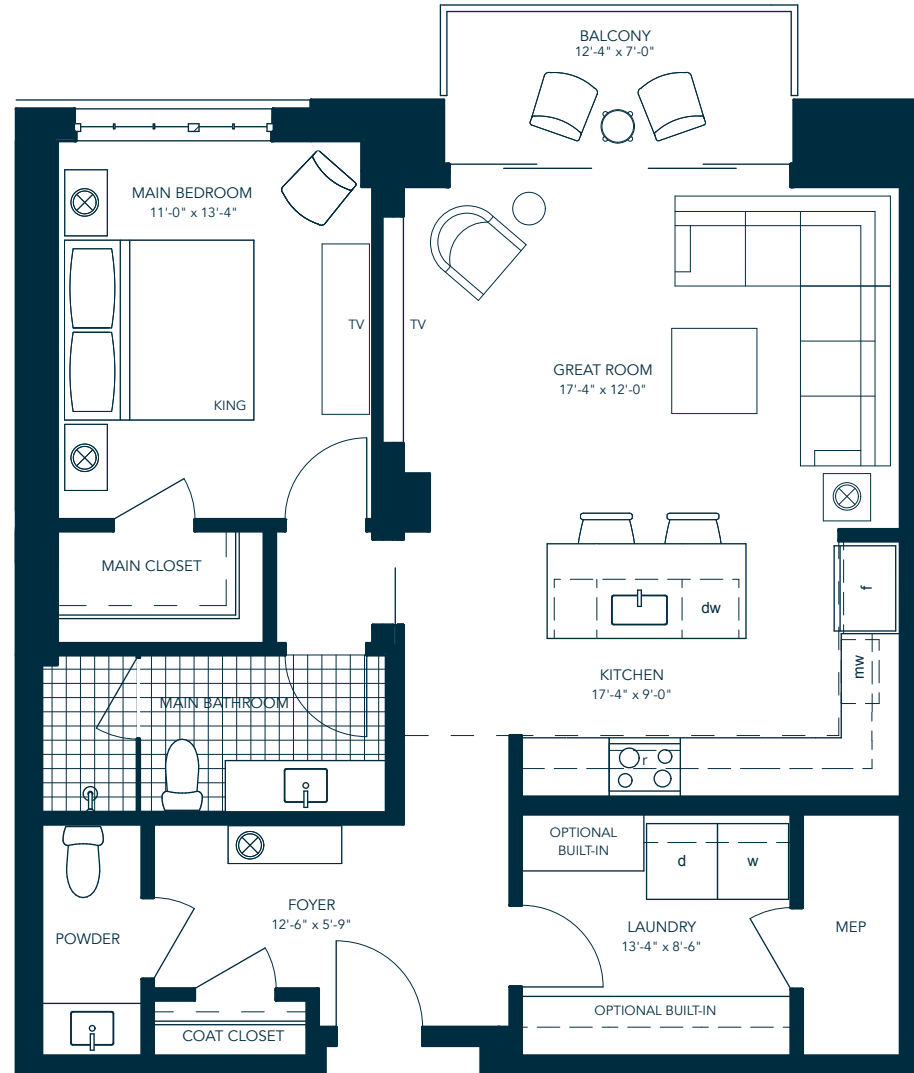 BALCONY
12'-4" x 7'-0"
MAIN BEDROOM
11'-0" x 13'-4"
TV
TV
KING
GREAT ROOM
17'-4" x 12'-0"
MAIN CLOSET
f
dw
mw
KITCHEN
17'-4" x 9'-0"
MAIN BATHROOM
r
OPTIONAL
BUILT-IN
d
w
FOYER
12'-6" x 5'-9"
LAUNDRY
13'-4" x 8'-6"
MEP
POWDER
OPTIONAL BUILT-IN
COAT CLOSET